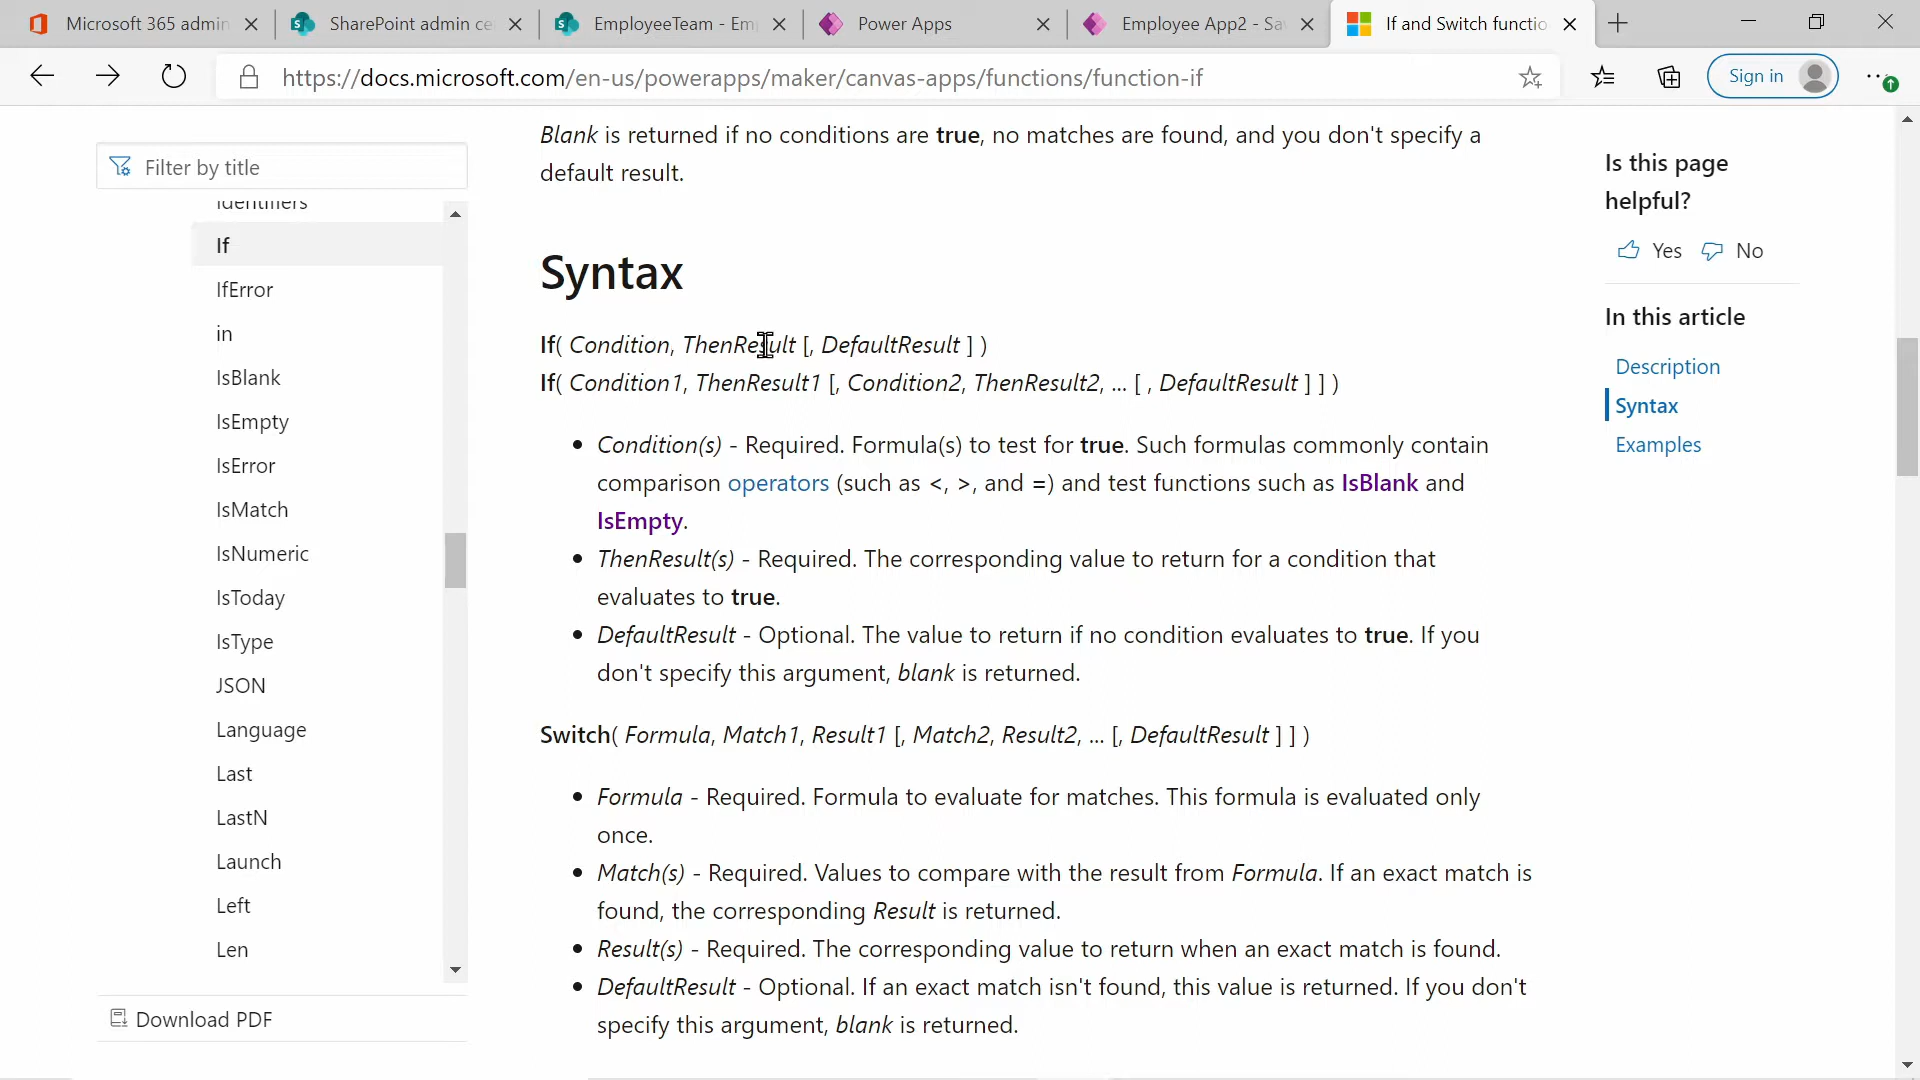 Microsoft 365 admin
SharePoint admin ce
EmployeeTeam - Em
Power Apps
Employee App2 - Sa
If and Switch functio
https://docs.microsoft.com/en-us/powerapps/maker/canvas-apps/functions/function-if
Sign in
Filter by title
Identifiers
If
IfError
in
IsBlank
IsEmpty
IsError
IsMatch
IsNumeric
IsToday
IsType
JSON
Language
Last
LastN
Launch
Left
Len
Download PDF
Blank is returned if no conditions are true, no matches are found, and you don't specify a
default result.
Syntax
If( Condition, ThenResult [, DefaultResult ] )
If( Condition1, ThenResult1 [, Condition2, ThenResult2, ... [ , DefaultResult ] ] )
• Condition(s) - Required. Formula(s) to test for true. Such formulas commonly contain
comparison operators (such as <, >, and =) and test functions such as IsBlank and
IsEmpty.
• ThenResult(s) - Required. The corresponding value to return for a condition that
evaluates to true.
• DefaultResult - Optional. The value to return if no condition evaluates to true. If you
don't specify this argument, blank is returned.
Switch( Formula, Match1, Result1 [, Match2, Result2, ... [, DefaultResult ] ] )
• Formula - Required. Formula to evaluate for matches. This formula is evaluated only
once.
• Match(s) - Required. Values to compare with the result from Formula. If an exact match is
found, the corresponding Result is returned.
• Result(s) - Required. The corresponding value to return when an exact match is found.
• DefaultResult - Optional. If an exact match isn't found, this value is returned. If you don't
specify this argument, blank is returned.
Is this page
helpful?
Yes No
In this article
Description
Syntax
Examples